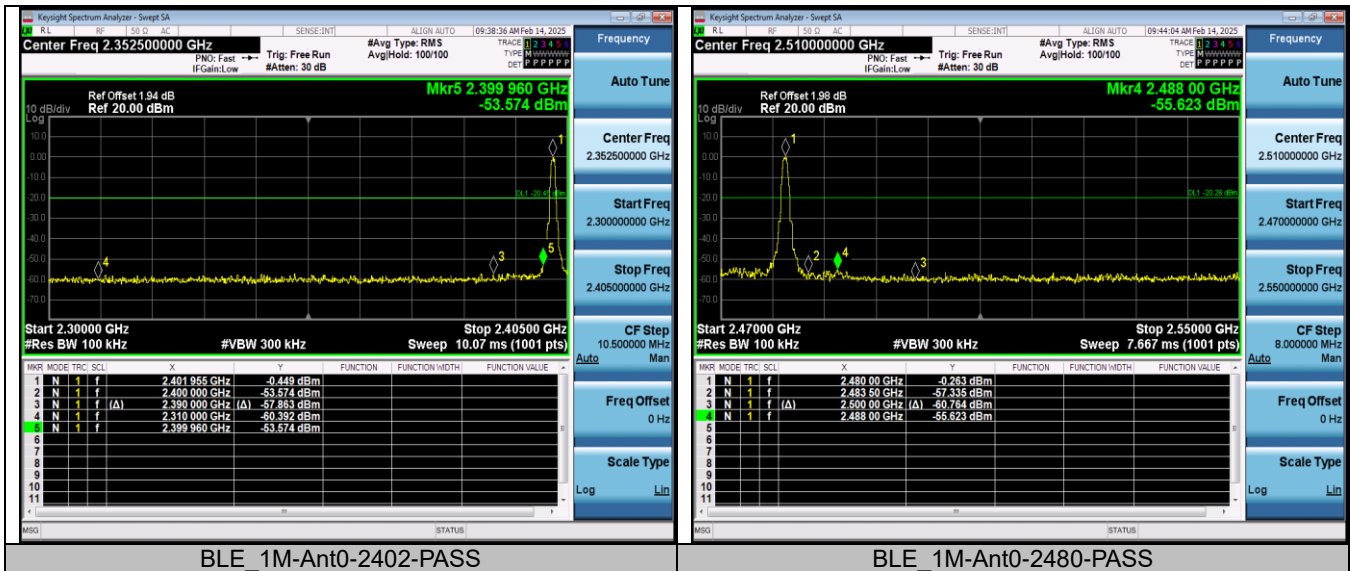 Keysight Spectrum Analyzer - Swept SA
RL RF 50 Ω AC SENSE:INT ALIGN AUTO 09:38:36 AM Feb 14, 2025
Center Freq 2.352500000 GHz
PNO: Fast
IFGain:Low
Trig: Free Run
#Atten: 30 dB
#Avg Type: RMS
Avg|Hold: 100/100
TRACE 1 2 3 4 5 6
TYPE M W W W W W
DET P P P P P P
Mkr5 2.399 960 GHz
-53.574 dBm
Ref Offset 1.94 dB
10 dB/div Ref 20.00 dBm
Log
10.0
0.00
-10.0
-20.0
-30.0
-40.0
-50.0
-60.0
-70.0
1
4
3
5
Start 2.30000 GHz Stop 2.40500 GHz
#Res BW 100 kHz #VBW 300 kHz Sweep 10.07 ms (1001 pts)
MKR MODE TRC SCL X Y FUNCTION FUNCTION WIDTH FUNCTION VALUE
1 N 1 f 2.401 955 GHz -0.449 dBm
2 N 1 f 2.400 000 GHz -53.574 dBm
3 N 1 f (Δ) 2.390 000 GHz (Δ) -57.863 dBm
4 N 1 f 2.310 000 GHz -60.392 dBm
5 N 1 f 2.399 960 GHz -53.574 dBm
6
7
8
9
10
11
MSG STATUS
Frequency
Auto Tune
Center Freq
2.352500000 GHz
Start Freq
2.300000000 GHz
Stop Freq
2.405000000 GHz
CF Step
10.500000 MHz
Auto Man
Freq Offset
0 Hz
Scale Type
Log Lin
BLE_1M-Ant0-2402-PASS
Keysight Spectrum Analyzer - Swept SA
RL RF 50 Ω AC SENSE:INT ALIGN AUTO 09:44:04 AM Feb 14, 2025
Center Freq 2.510000000 GHz
PNO: Fast
IFGain:Low
Trig: Free Run
#Atten: 30 dB
#Avg Type: RMS
Avg|Hold: 100/100
TRACE 1 2 3 4 5 6
TYPE M W W W W W
DET P P P P P P
Mkr4 2.488 00 GHz
-55.623 dBm
Ref Offset 1.98 dB
10 dB/div Ref 20.00 dBm
Log
10.0
0.00
-10.0
-20.0
-30.0
-40.0
-50.0
-60.0
-70.0
DL1 -20.26 dBm
1
2
4
3
Start 2.47000 GHz Stop 2.55000 GHz
#Res BW 100 kHz #VBW 300 kHz Sweep 7.667 ms (1001 pts)
MKR MODE TRC SCL X Y FUNCTION FUNCTION WIDTH FUNCTION VALUE
1 N 1 f 2.480 00 GHz -0.263 dBm
2 N 1 f 2.483 50 GHz -57.335 dBm
3 N 1 f (Δ) 2.500 00 GHz (Δ) -60.764 dBm
4 N 1 f 2.488 00 GHz -55.623 dBm
5
6
7
8
9
10
11
MSG STATUS
Frequency
Auto Tune
Center Freq
2.510000000 GHz
Start Freq
2.470000000 GHz
Stop Freq
2.550000000 GHz
CF Step
8.000000 MHz
Auto Man
Freq Offset
0 Hz
Scale Type
Log Lin
BLE_1M-Ant0-2480-PASS